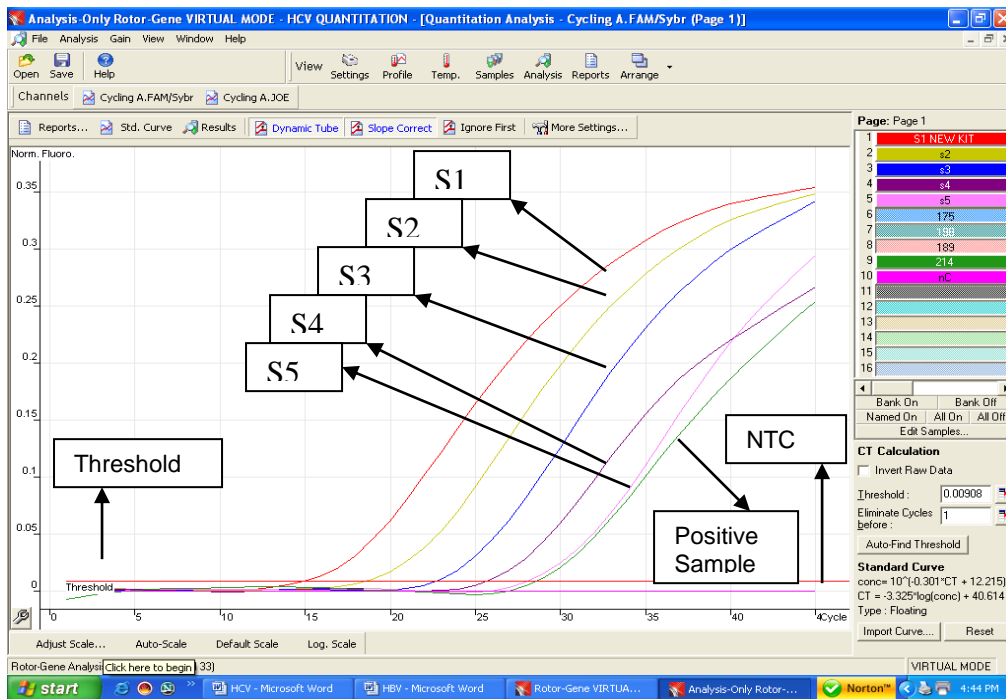 Analysis-Only Rotor-Gene VIRTUAL MODE - HCV QUANTITATION - [Quantitation Analysis - Cycling A.FAM/Sybr (Page 1)]
File Analysis Gain View Window Help
Open Save Help View Settings Profile Temp. Samples Analysis Reports Arrange
Channels Cycling A.FAM/Sybr Cycling A.JOE
Reports... Std. Curve Results Dynamic Tube Slope Correct Ignore First More Settings...
Norm. Fluoro.
0.35
0.3
0.25
0.2
0.15
0.1
0.05
0
S1
S2
S3
S4
S5
Threshold
NTC
Positive
Sample
Threshold
0 5 10 15 20 25 30 35 40 45 Cycle
Adjust Scale... Auto-Scale Default Scale Log. Scale
Page: Page 1
1 S1 NEW KIT
2 s2
3 s3
4 s4
5 s5
6 175
7 198
8 189
9 214
10 nC
11
12
13
14
15
16
Bank On Bank Off
Named On All On All Off
Edit Samples...
CT Calculation
Invert Raw Data
Threshold : 0.00908
Eliminate Cycles before : 1
Auto-Find Threshold
Standard Curve
conc= 10^(-0.301*CT + 12.215)
CT = -3.325*log(conc) + 40.614
Type : Floating
Import Curve.... Reset
Rotor-Gene Analysi Click here to begin 33) VIRTUAL MODE
start HCV - Microsoft Word HBV - Microsoft Word Rotor-Gene VIRTUA... Analysis-Only Rotor-... Norton™ 4:44 PM